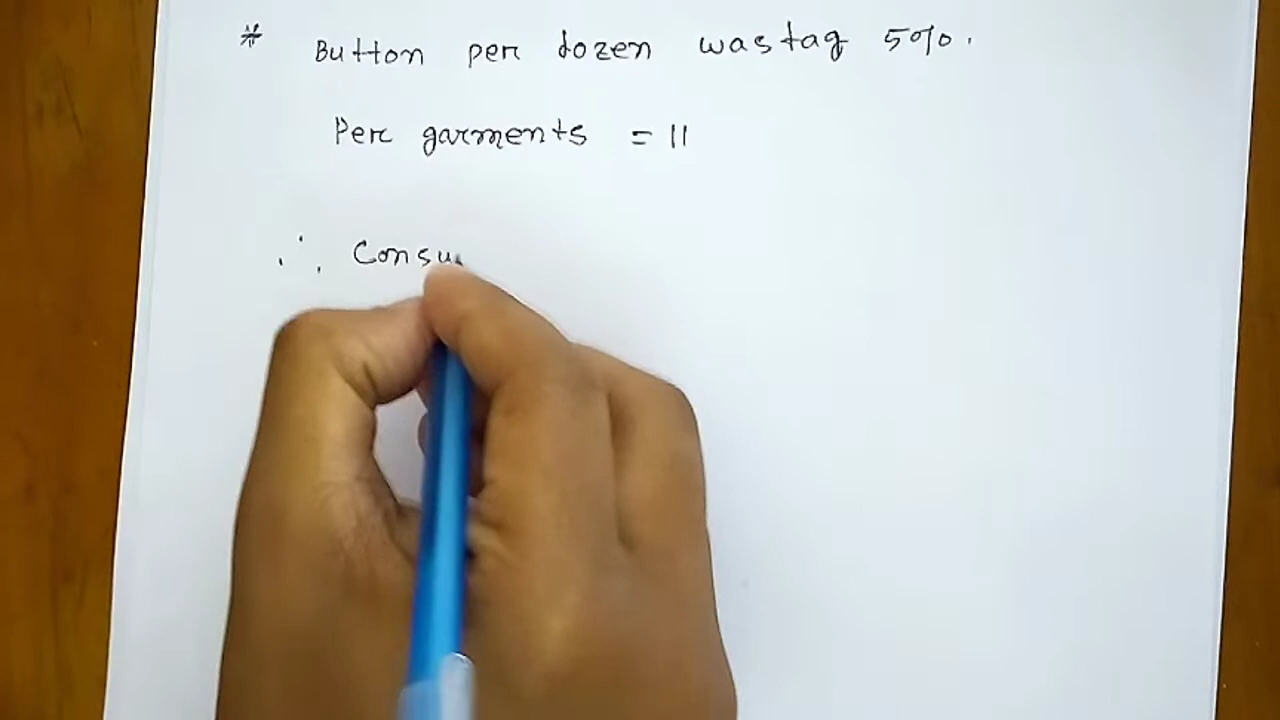 * Button per dozen wastag 5%.
Per garments = 11
∴ Consu